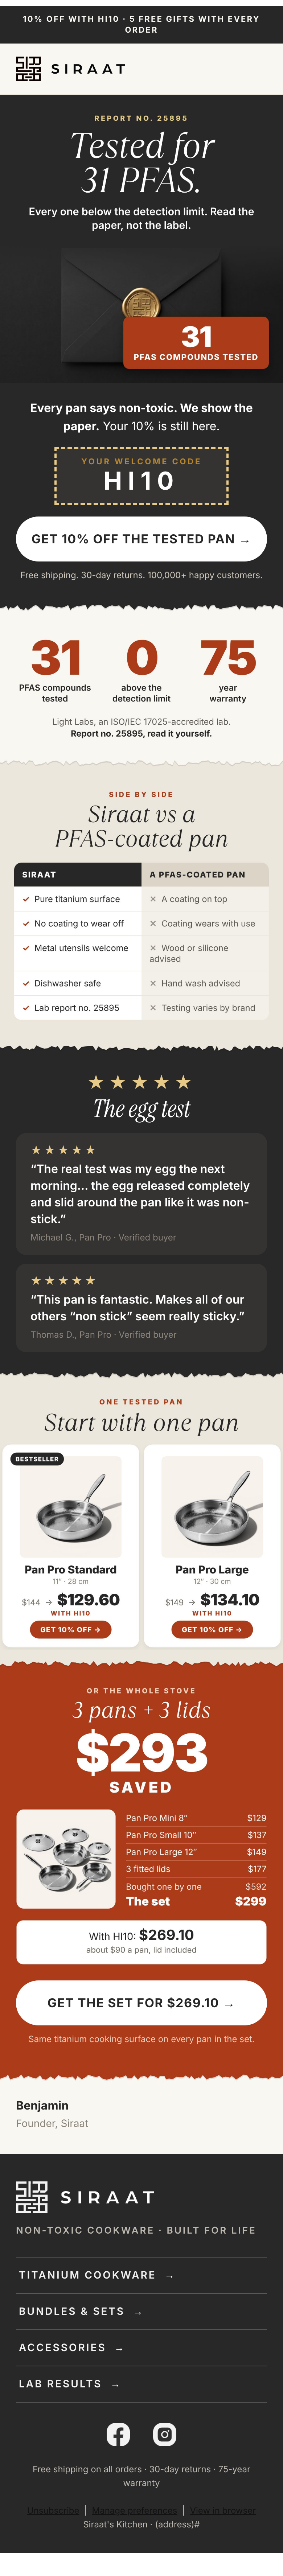 10% OFF WITH HI10 · 5 FREE GIFTS WITH EVERY
ORDER
SIRAAT
REPORT NO. 25895
Tested for
31 PFAS.
Every one below the detection limit. Read the
paper, not the label.
31
PFAS COMPOUNDS TESTED
Every pan says non-toxic. We show the
paper. Your 10% is still here.
YOUR WELCOME CODE
HI10
GET 10% OFF THE TESTED PAN →
Free shipping. 30-day returns. 100,000+ happy customers.
31 0 75
PFAS compounds above the year
tested detection limit warranty
Light Labs, an ISO/IEC 17025-accredited lab.
Report no. 25895, read it yourself.
SIDE BY SIDE
Siraat vs a
PFAS-coated pan
SIRAAT A PFAS-COATED PAN
✓ Pure titanium surface ✕ A coating on top
✓ No coating to wear off ✕ Coating wears with use
✓ Metal utensils welcome ✕ Wood or silicone
advised
✓ Dishwasher safe ✕ Hand wash advised
✓ Lab report no. 25895 ✕ Testing varies by brand
★ ★ ★ ★ ★
The egg test
★ ★ ★ ★ ★
“The real test was my egg the next
morning... the egg released completely
and slid around the pan like it was non-
stick.”
Michael G., Pan Pro · Verified buyer
★ ★ ★ ★ ★
“This pan is fantastic. Makes all of our
others “non stick” seem really sticky.”
Thomas D., Pan Pro · Verified buyer
ONE TESTED PAN
Start with one pan
BESTSELLER
Pan Pro Standard
11" · 28 cm
$144 → $129.60
WITH HI10
GET 10% OFF →
Pan Pro Large
12" · 30 cm
$149 → $134.10
WITH HI10
GET 10% OFF →
OR THE WHOLE STOVE
3 pans + 3 lids
$293
SAVED
Pan Pro Mini 8" $129
Pan Pro Small 10" $137
Pan Pro Large 12" $149
3 fitted lids $177
Bought one by one $592
The set $299
With HI10: $269.10
about $90 a pan, lid included
GET THE SET FOR $269.10 →
Same titanium cooking surface on every pan in the set.
Benjamin
Founder, Siraat
SIRAAT
NON-TOXIC COOKWARE · BUILT FOR LIFE
TITANIUM COOKWARE →
BUNDLES & SETS →
ACCESSORIES →
LAB RESULTS →
Free shipping on all orders · 30-day returns · 75-year
warranty
Unsubscribe | Manage preferences | View in browser
Siraat's Kitchen · (address)#